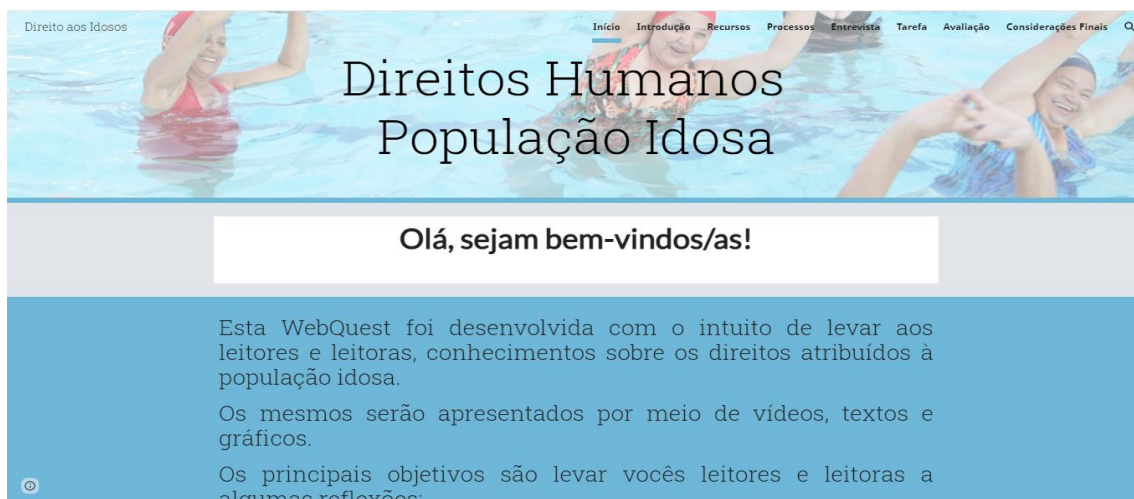 Direito aos Idosos
Início Introdução Recursos Processos Entrevista Tarefa Avaliação Considerações Finais
Direitos Humanos
População Idosa
Olá, sejam bem-vindos/as!
Esta WebQuest foi desenvolvida com o intuito de levar aos
leitores e leitoras, conhecimentos sobre os direitos atribuídos à
população idosa.
Os mesmos serão apresentados por meio de vídeos, textos e
gráficos.
Os principais objetivos são levar vocês leitores e leitoras a
algumas reflexões: